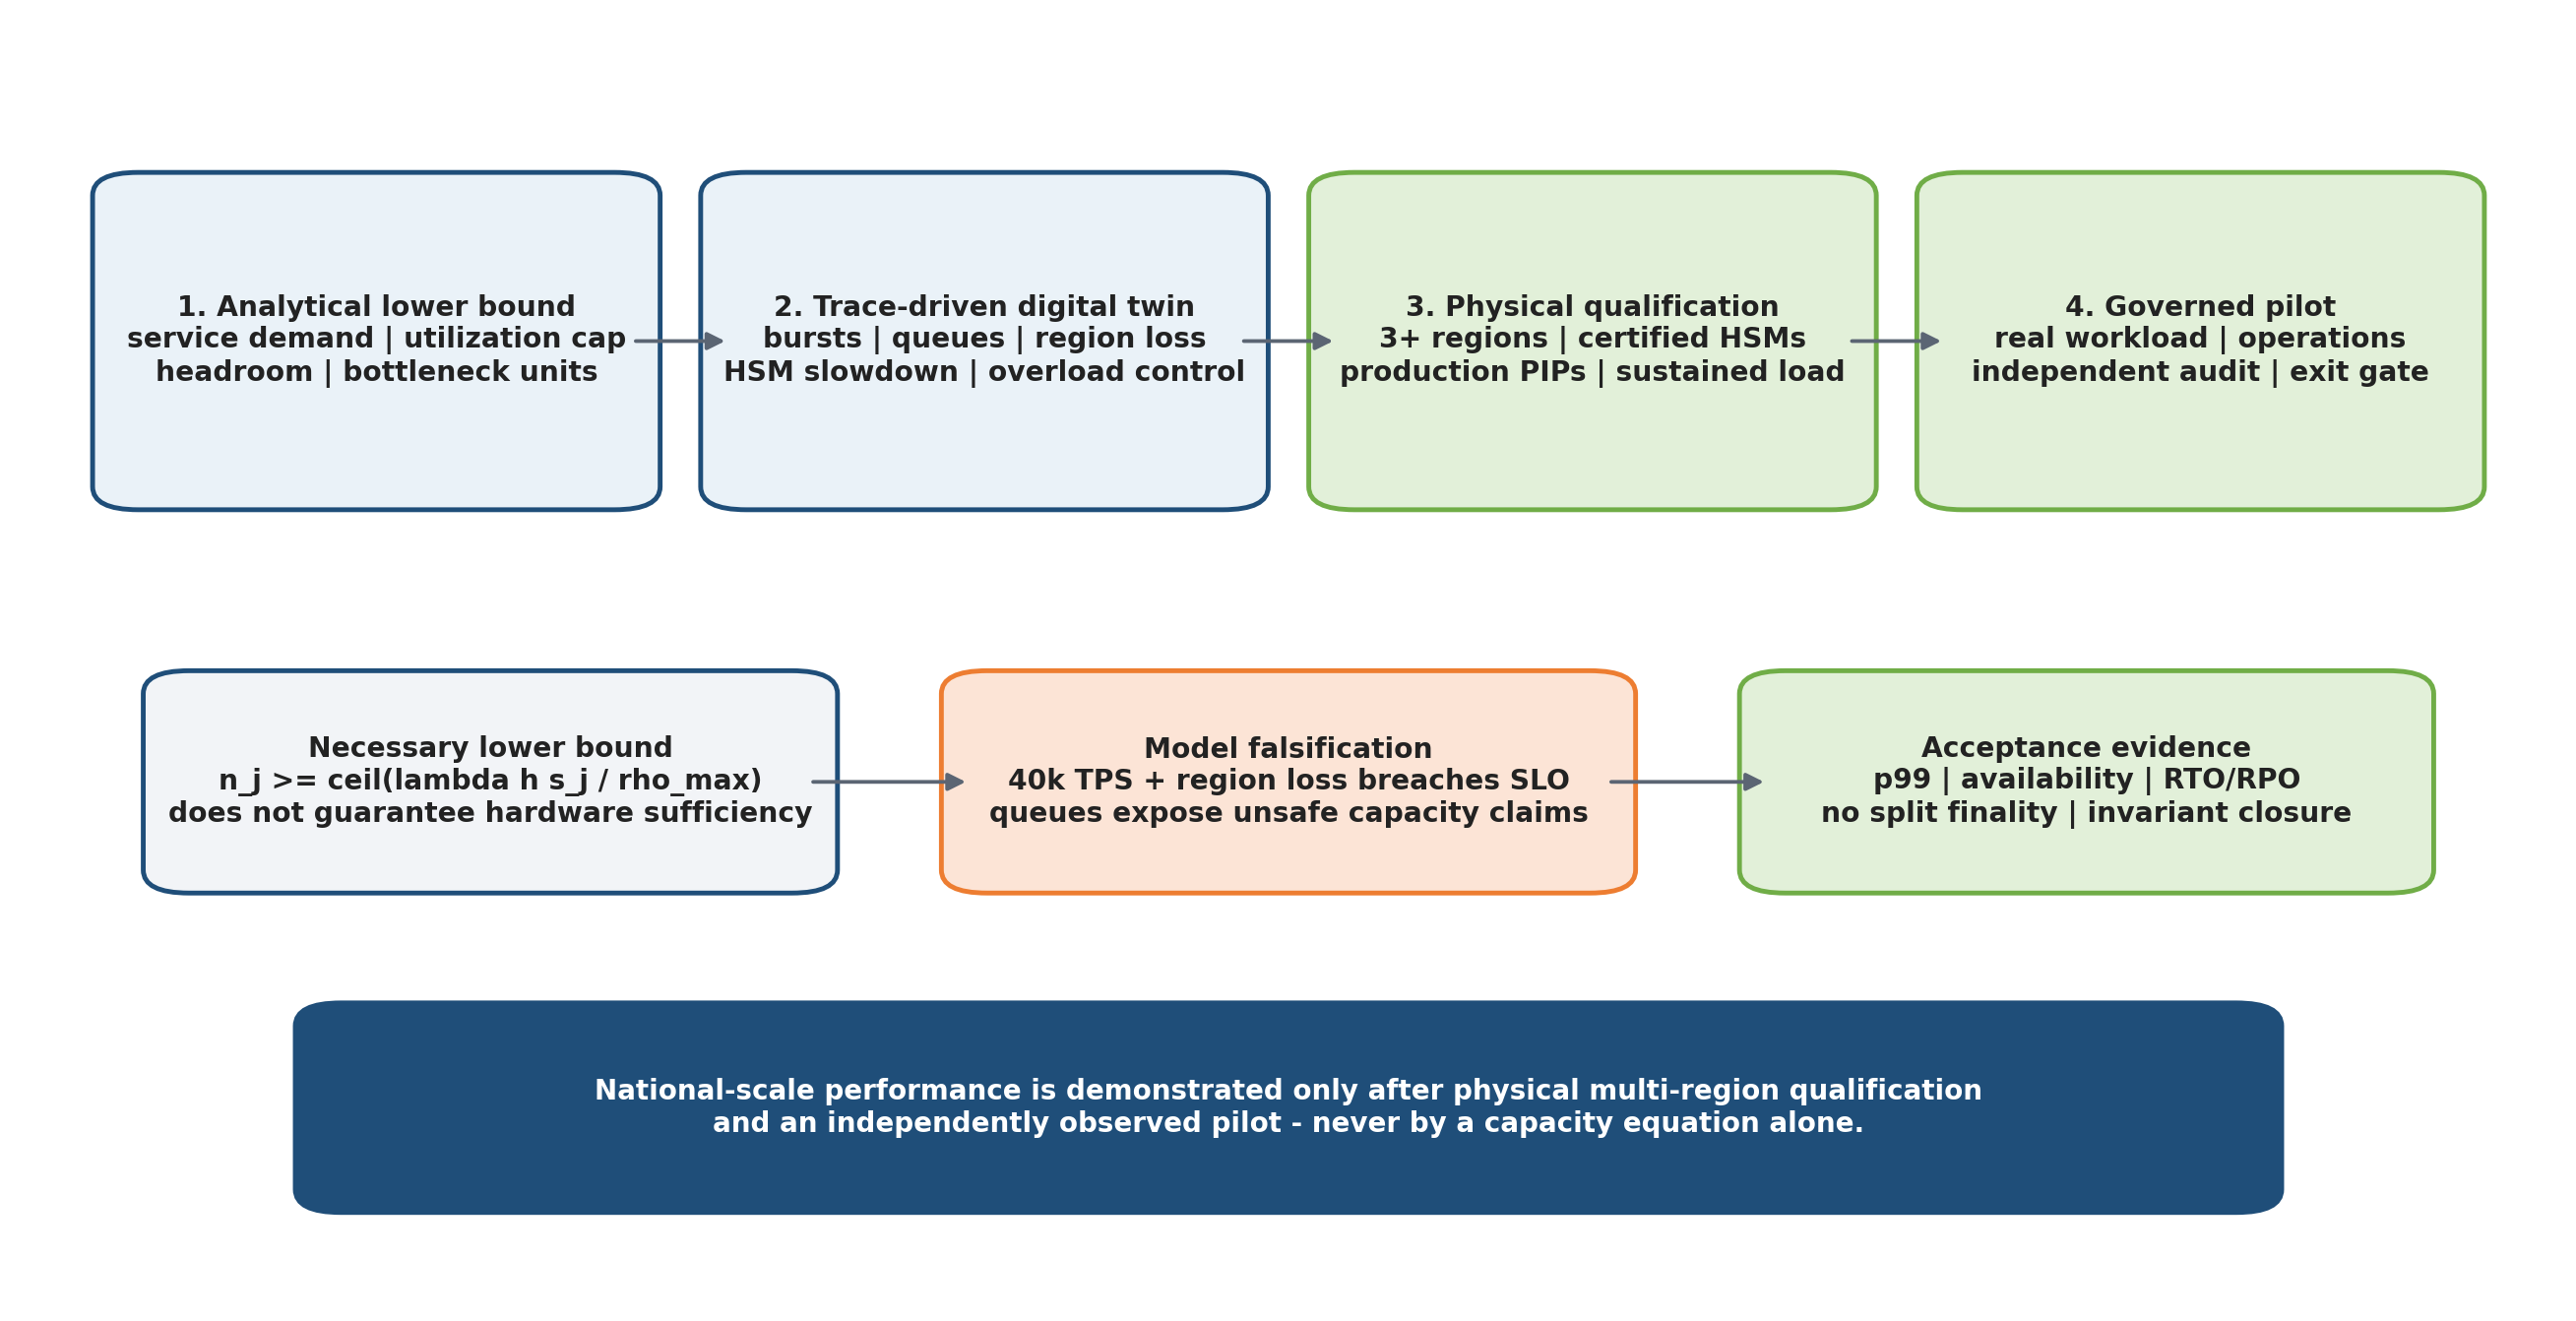 1. Analytical lower bound
service demand | utilization cap
headroom | bottleneck units
2. Trace-driven digital twin
bursts | queues | region loss
HSM slowdown | overload control
3. Physical qualification
3+ regions | certified HSMs
production PIPs | sustained load
4. Governed pilot
real workload | operations
independent audit | exit gate
Necessary lower bound
n_j >= ceil(lambda h s_j / rho_max)
does not guarantee hardware sufficiency
Model falsification
40k TPS + region loss breaches SLO
queues expose unsafe capacity claims
Acceptance evidence
p99 | availability | RTO/RPO
no split finality | invariant closure
National-scale performance is demonstrated only after physical multi-region qualification
and an independently observed pilot - never by a capacity equation alone.